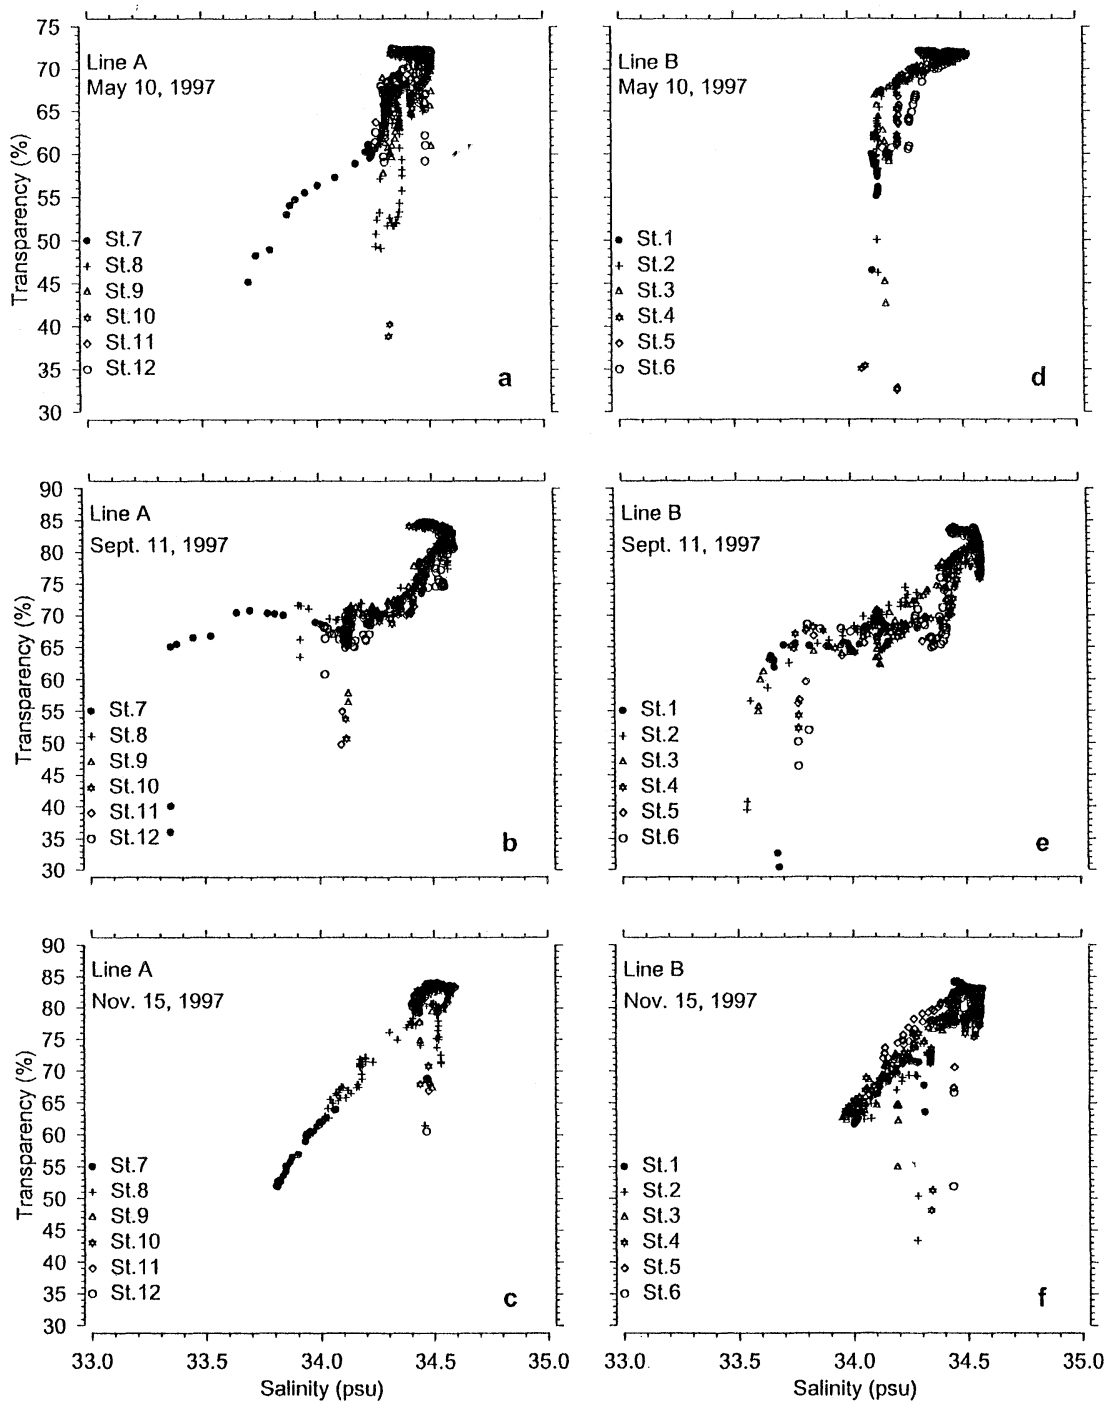 75
70
65
60
55
50
45
40
35
30
Transparency (%)
Line A
May 10, 1997
St.7
St.8
St.9
St.10
St.11
St.12
a
Line B
May 10, 1997
St.1
St.2
St.3
St.4
St.5
St.6
d
90
85
80
75
70
65
60
55
50
45
40
35
30
Transparency (%)
Line A
Sept. 11, 1997
St.7
St.8
St.9
St.10
St.11
St.12
b
Line B
Sept. 11, 1997
St.1
St.2
St.3
St.4
St.5
St.6
e
90
85
80
75
70
65
60
55
50
45
40
35
30
Transparency (%)
Line A
Nov. 15, 1997
St.7
St.8
St.9
St.10
St.11
St.12
c
33.0 33.5 34.0 34.5 35.0
Salinity (psu)
Line B
Nov. 15, 1997
St.1
St.2
St.3
St.4
St.5
St.6
f
33.0 33.5 34.0 34.5 35.0
Salinity (psu)